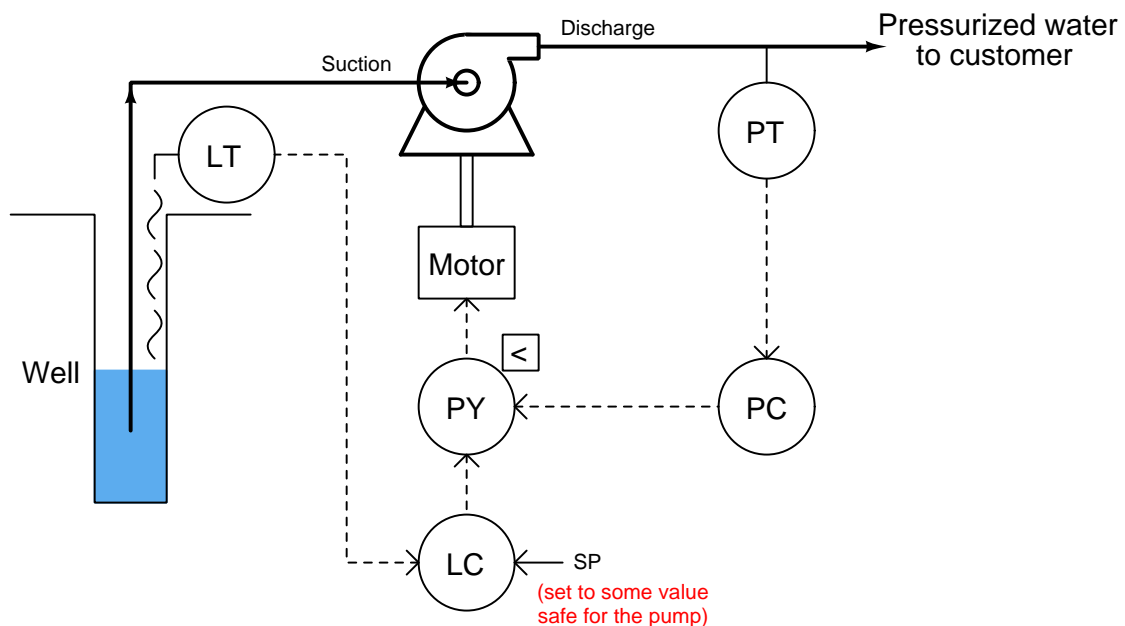 Discharge
Pressurized water
to customer
Suction
LT
PT
Motor
Well
<
PY
PC
LC
SP
(set to some value
safe for the pump)